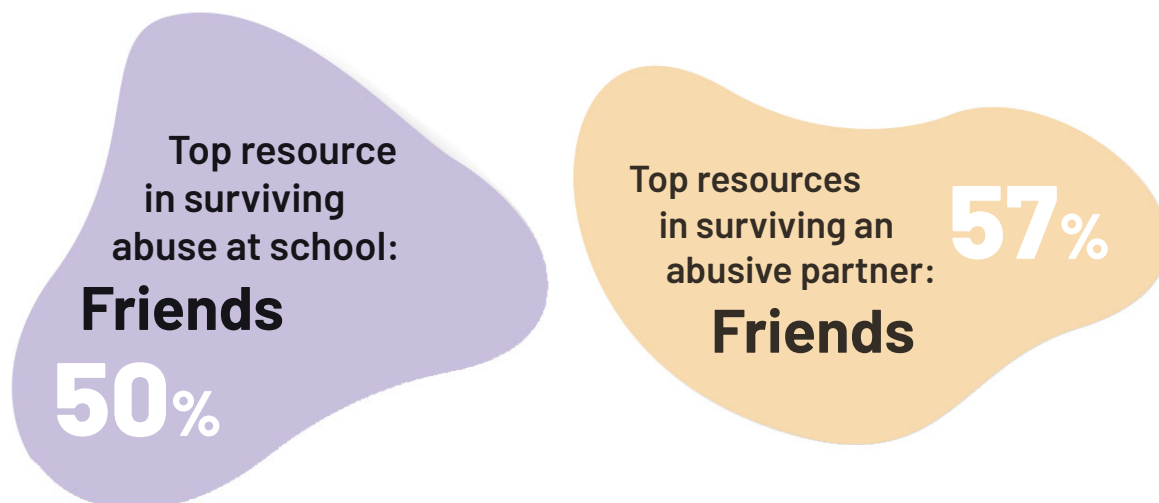 Top resource
in surviving
abuse at school:
Friends
50%
Top resources
in surviving an
abusive partner:
57%
Friends